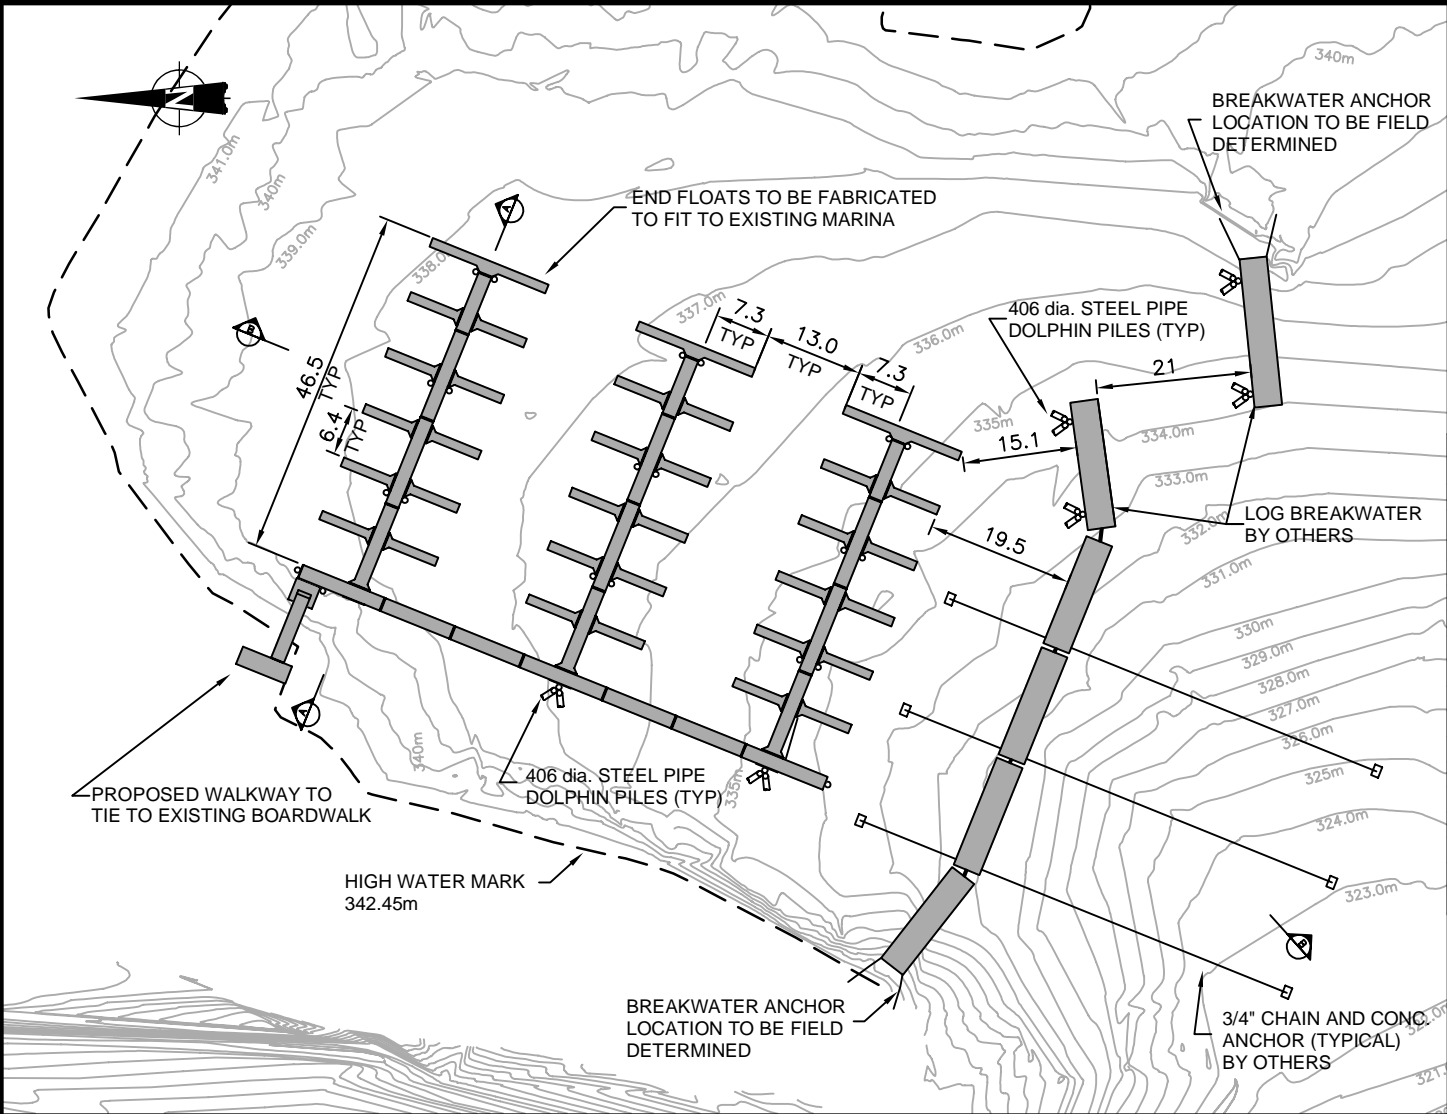 340m
BREAKWATER ANCHOR
LOCATION TO BE FIELD
DETERMINED
N
341.0m
340m
339.0m
338.0
A
END FLOATS TO BE FABRICATED
TO FIT TO EXISTING MARINA
337.0m
336.0m
B
7.3
TYP
13.0
TYP
7.3
TYP
406 dia. STEEL PIPE
DOLPHIN PILES (TYP)
21
46.5
TYP
6.4
TYP
335m
15.1
334.0m
333.0m
332.0m
LOG BREAKWATER
BY OTHERS
19.5
331.0m
330m
329.0m
328.0m
327.0m
326.0m
325m
324.0m
323.0m
A
340m
335m
406 dia. STEEL PIPE
DOLPHIN PILES (TYP)
PROPOSED WALKWAY TO
TIE TO EXISTING BOARDWALK
HIGH WATER MARK
342.45m
B
BREAKWATER ANCHOR
LOCATION TO BE FIELD
DETERMINED
3/4" CHAIN AND CONC.
ANCHOR (TYPICAL)
BY OTHERS
322.0m
321.